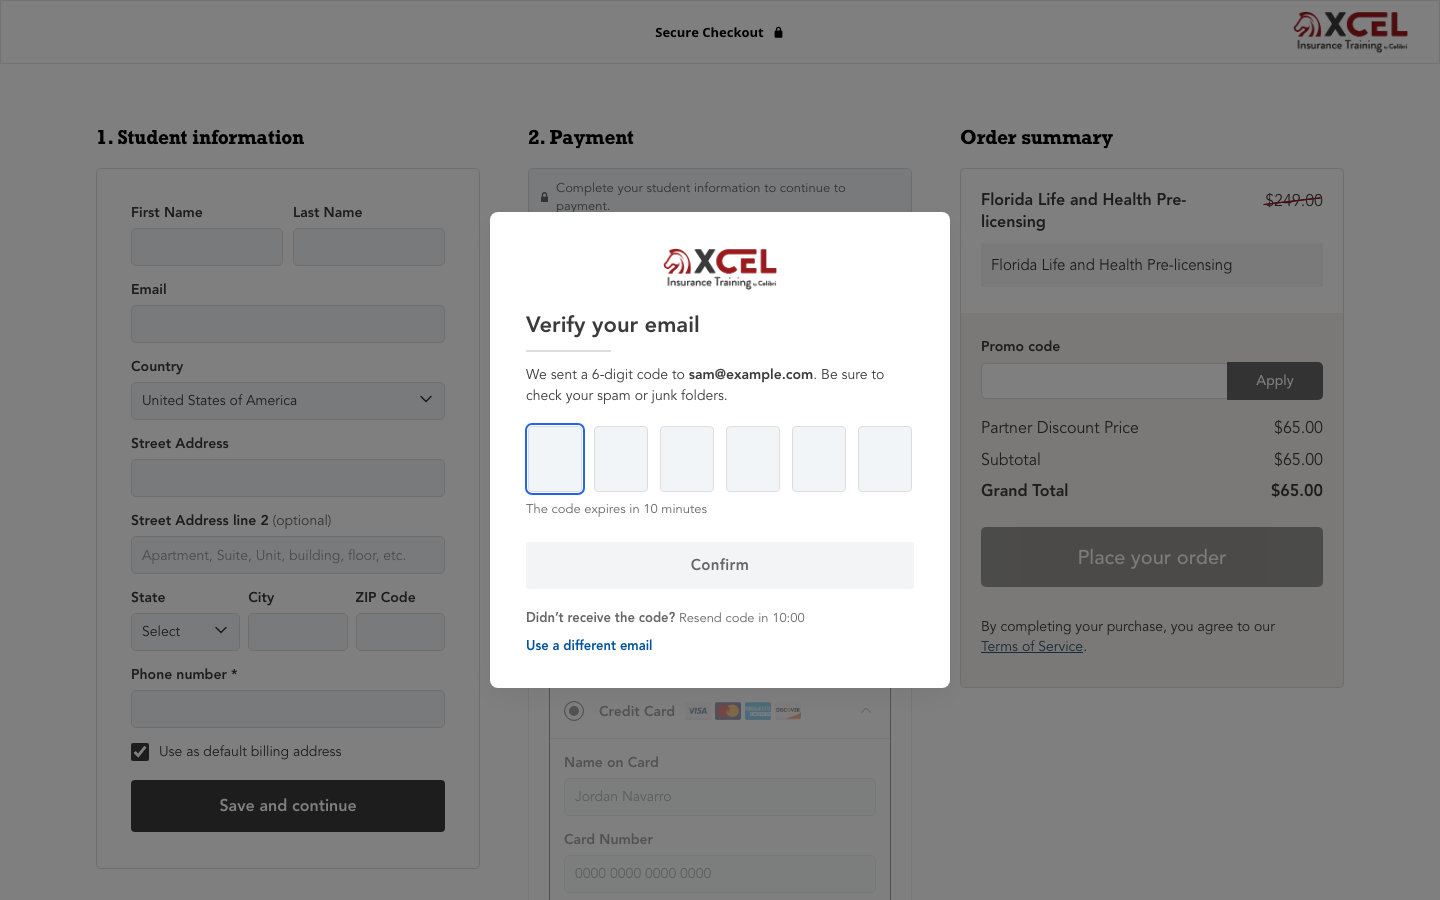 Secure Checkout
XCEL
Insurance Training by Colibri
1. Student information
First Name
Last Name
Email
Country
United States of America
Street Address
Street Address line 2 (optional)
Apartment, Suite, Unit, building, floor, etc.
State
City
ZIP Code
Select
Phone number *
Use as default billing address
Save and continue
2. Payment
Complete your student information to continue to
payment.
XCEL
Insurance Training by Colibri
Verify your email
We sent a 6-digit code to sam@example.com. Be sure to
check your spam or junk folders.
The code expires in 10 minutes
Confirm
Didn't receive the code? Resend code in 10:00
Use a different email
Credit Card
VISA
DISCOVER
Name on Card
Jordan Navarro
Card Number
0000 0000 0000 0000
Order summary
Florida Life and Health Pre-
licensing
$249.00
Florida Life and Health Pre-licensing
Promo code
Apply
Partner Discount Price
$65.00
Subtotal
$65.00
Grand Total
$65.00
Place your order
By completing your purchase, you agree to our
Terms of Service.